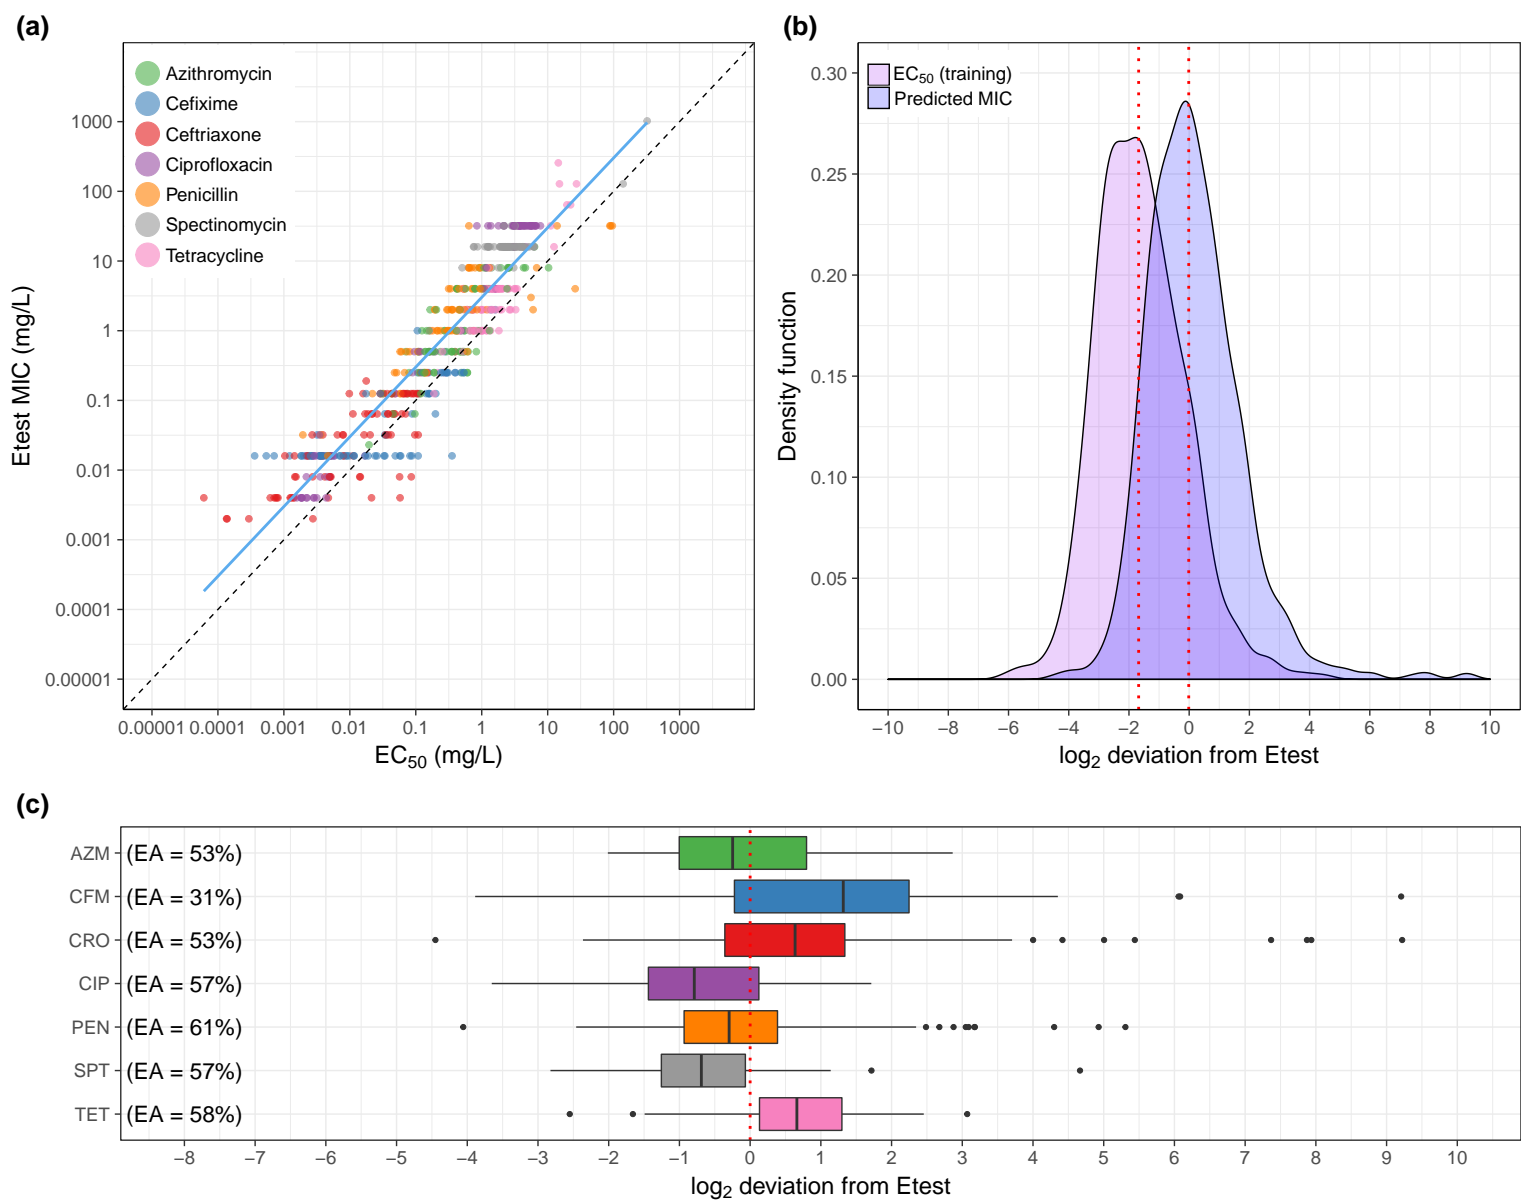 (a)
Azithromycin
Cefixime
Ceftriaxone
Ciprofloxacin
Penicillin
Spectinomycin
Tetracycline
Etest MIC (mg/L)
1000
100
10
1
0.1
0.01
0.001
0.0001
0.00001
0.00001 0.0001 0.001 0.01 0.1 1 10 100 1000
EC50 (mg/L)
(b)
EC50 (training)
Predicted MIC
Density function
0.30
0.25
0.20
0.15
0.10
0.05
0.00
−10 −8 −6 −4 −2 0 2 4 6 8 10
log2 deviation from Etest
(c)
AZM (EA = 53%)
CFM (EA = 31%)
CRO (EA = 53%)
CIP (EA = 57%)
PEN (EA = 61%)
SPT (EA = 57%)
TET (EA = 58%)
−8 −7 −6 −5 −4 −3 −2 −1 0 1 2 3 4 5 6 7 8 9 10
log2 deviation from Etest